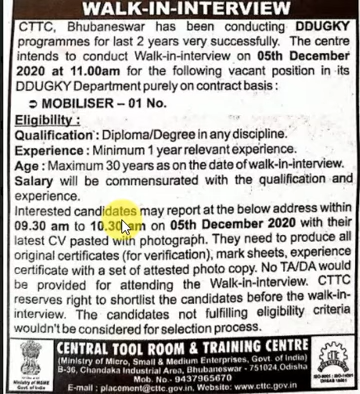 WALK-IN-INTERVIEW
CTTC, Bhubaneswar has been conducting DDUGKY
programmes for last 2 years very successfully. The centre
intends to conduct Walk-in-interview on 05th December
2020 at 11.00am for the following vacant position in its
DDUGKY Department purely on contract basis :
➲ MOBILISER – 01 No.
Eligibility :
Qualification : Diploma/Degree in any discipline.
Experience : Minimum 1 year relevant experience.
Age : Maximum 30 years as on the date of walk-in-interview.
Salary will be commensurated with the qualification and
experience.
Interested candidates may report at the below address within
09.30 am to 10.30 am on 05th December 2020 with their
latest CV pasted with photograph. They need to produce all
original certificates (for verification), mark sheets, experience
certificate with a set of attested photo copy. No TA/DA would
be provided for attending the Walk-in-interview. CTTC
reserves right to shortlist the candidates before the walk-in-
interview. The candidates not fulfilling eligibility criteria
wouldn't be considered for selection process.
CENTRAL TOOL ROOM & TRAINING CENTRE
(Ministry of Micro, Small & Medium Enterprises, Govt. of India)
B-36, Chandaka Industrial Area, Bhubaneswar - 751024, Odisha
Mob. No.- 9437965670
E-mail : placement@cttc.gov.in. Website : www.cttc.gov.in
Ministry of MSME
Govt. of India